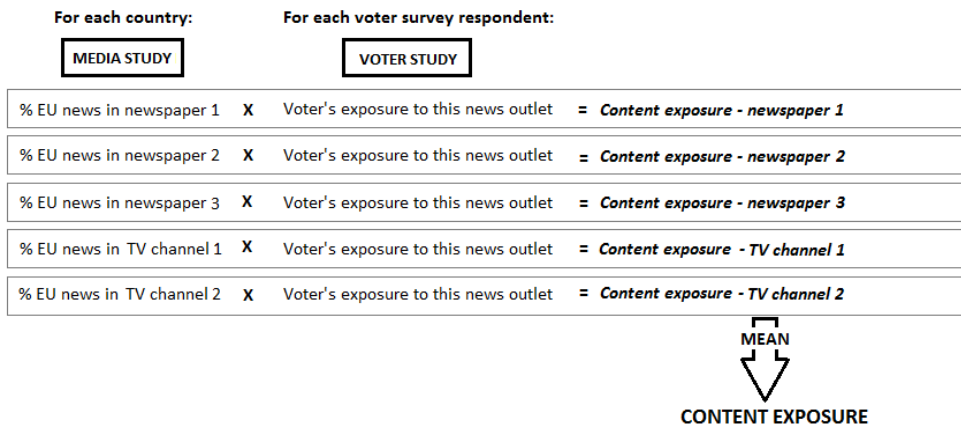 For each country: For each voter survey respondent:
MEDIA STUDY VOTER STUDY
% EU news in newspaper 1 X Voter's exposure to this news outlet = Content exposure - newspaper 1
% EU news in newspaper 2 X Voter's exposure to this news outlet = Content exposure - newspaper 2
% EU news in newspaper 3 X Voter's exposure to this news outlet = Content exposure - newspaper 3
% EU news in TV channel 1 X Voter's exposure to this news outlet = Content exposure - TV channel 1
% EU news in TV channel 2 X Voter's exposure to this news outlet = Content exposure - TV channel 2
MEAN
CONTENT EXPOSURE